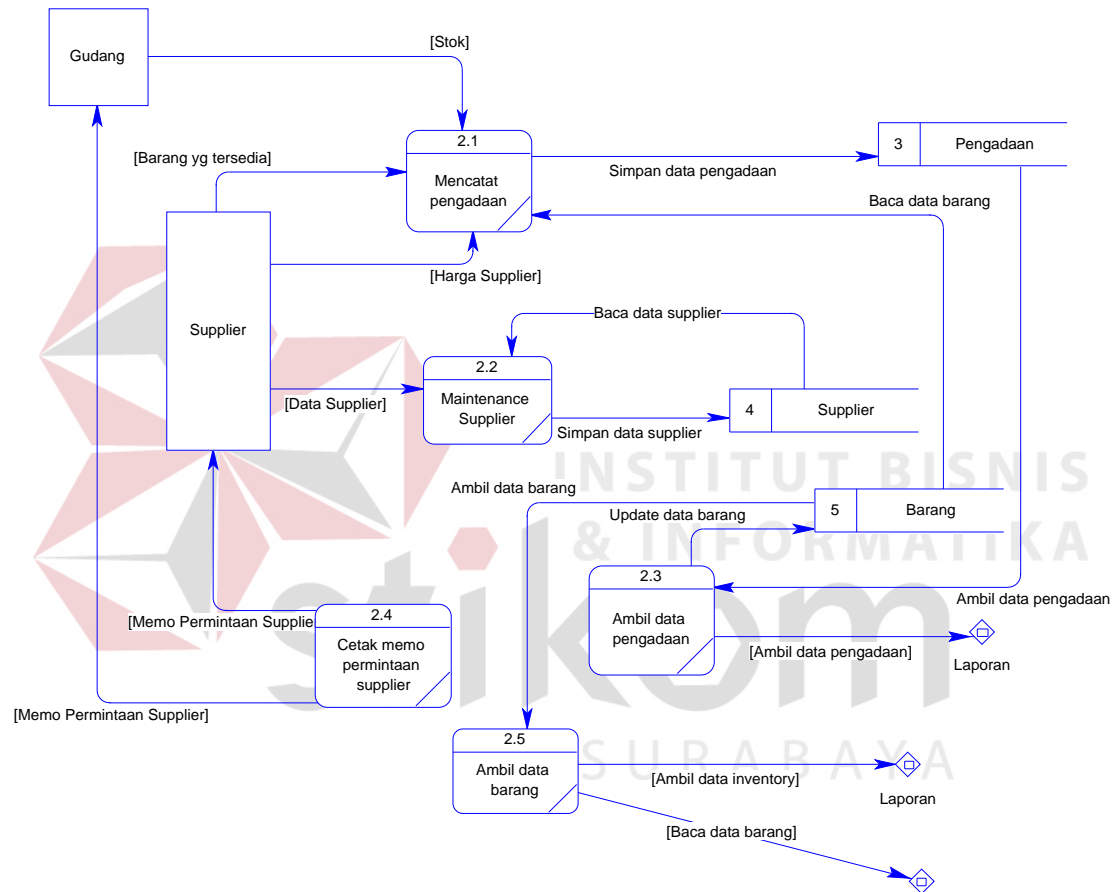 Gudang
[Stok]
2.1
Mencatat
pengadaan
[Barang yg tersedia]
3
Pengadaan
Simpan data pengadaan
Baca data barang
[Harga Supplier]
Supplier
Baca data supplier
2.2
Maintenance
Supplier
[Data Supplier]
4
Supplier
Simpan data supplier
INSTITUT BISNIS
& INFORMATIKA
stikom
SURABAYA
Ambil data barang
5
Barang
Update data barang
2.3
Ambil data
pengadaan
Ambil data pengadaan
[Memo Permintaan Supplier
2.4
Cetak memo
permintaan
supplier
[Ambil data pengadaan]
Laporan
[Memo Permintaan Supplier]
2.5
Ambil data
barang
[Ambil data inventory]
Laporan
[Baca data barang]